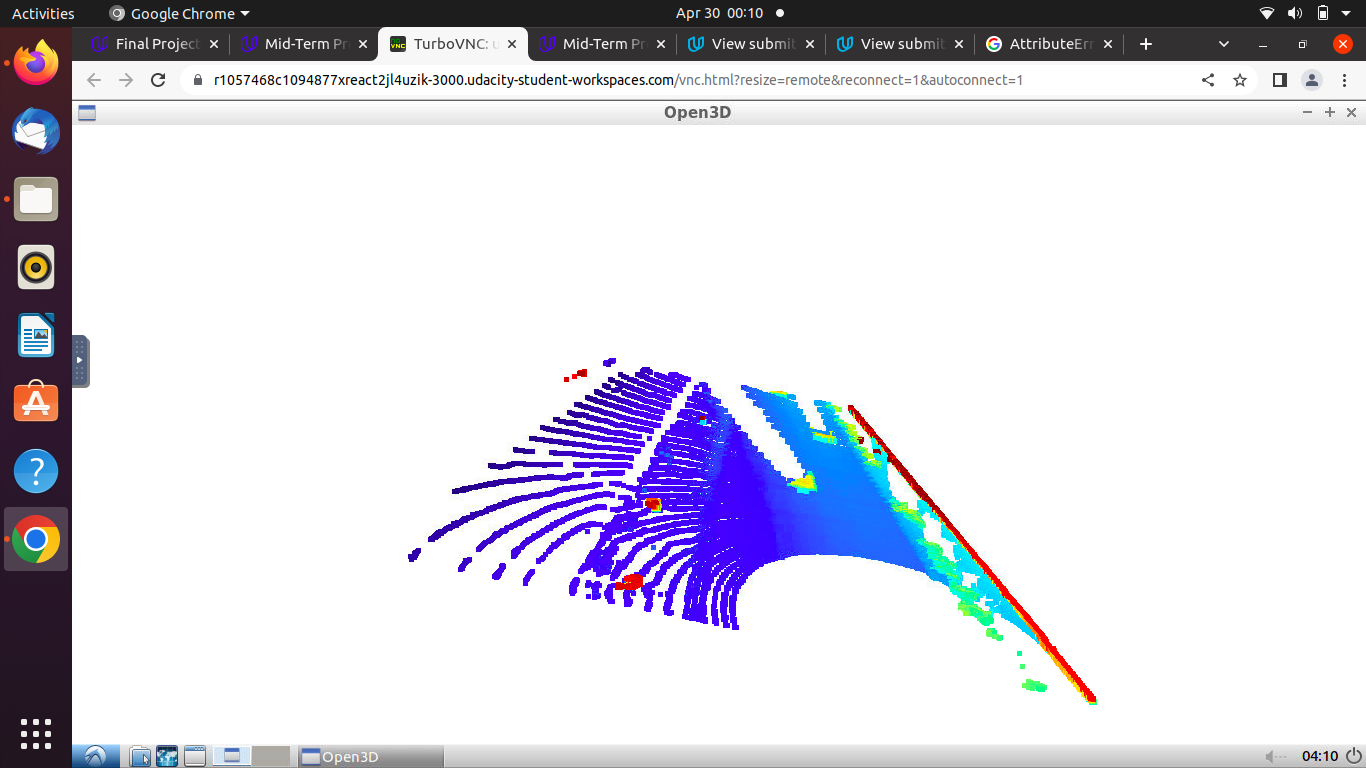 Activities
Google Chrome
Apr 30 00:10
Final Project
Mid-Term Pr
TurboVNC: u
Mid-Term Pr
View submit
View submit
AttributeErr
r1057468c1094877xreact2jl4uzik-3000.udacity-student-workspaces.com/vnc.html?resize=remote&reconnect=1&autoconnect=1
Open3D
Open3D
04:10